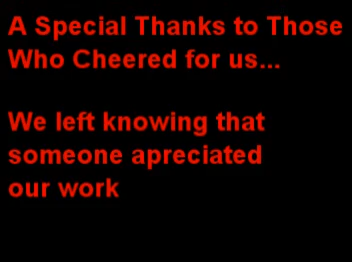 A Special Thanks to Those
Who Cheered for us...
We left knowing that
someone apreciated
our work